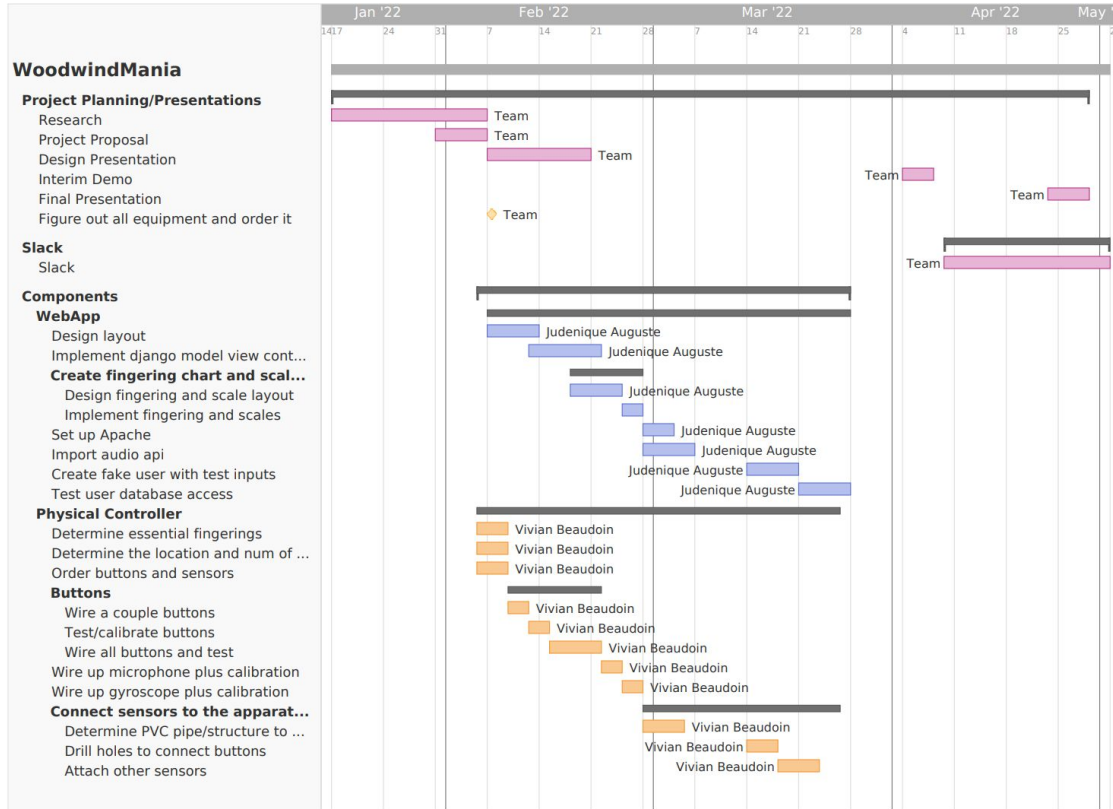 Jan '22 Feb '22 Mar '22 Apr '22 May '
1417 24 31 7 14 21 28 7 14 21 28 4 11 18 25 2
WoodwindMania
Project Planning/Presentations
Research Team
Project Proposal Team
Design Presentation Team
Interim Demo Team
Final Presentation Team
Figure out all equipment and order it Team
Slack
Slack Team
Components
WebApp
Design layout Judenique Auguste
Implement django model view cont... Judenique Auguste
Create fingering chart and scal...
Design fingering and scale layout Judenique Auguste
Implement fingering and scales
Set up Apache Judenique Auguste
Import audio api Judenique Auguste
Create fake user with test inputs Judenique Auguste
Test user database access Judenique Auguste
Physical Controller
Determine essential fingerings Vivian Beaudoin
Determine the location and num of ... Vivian Beaudoin
Order buttons and sensors Vivian Beaudoin
Buttons
Wire a couple buttons Vivian Beaudoin
Test/calibrate buttons Vivian Beaudoin
Wire all buttons and test Vivian Beaudoin
Wire up microphone plus calibration Vivian Beaudoin
Wire up gyroscope plus calibration Vivian Beaudoin
Connect sensors to the apparat...
Determine PVC pipe/structure to ... Vivian Beaudoin
Drill holes to connect buttons Vivian Beaudoin
Attach other sensors Vivian Beaudoin